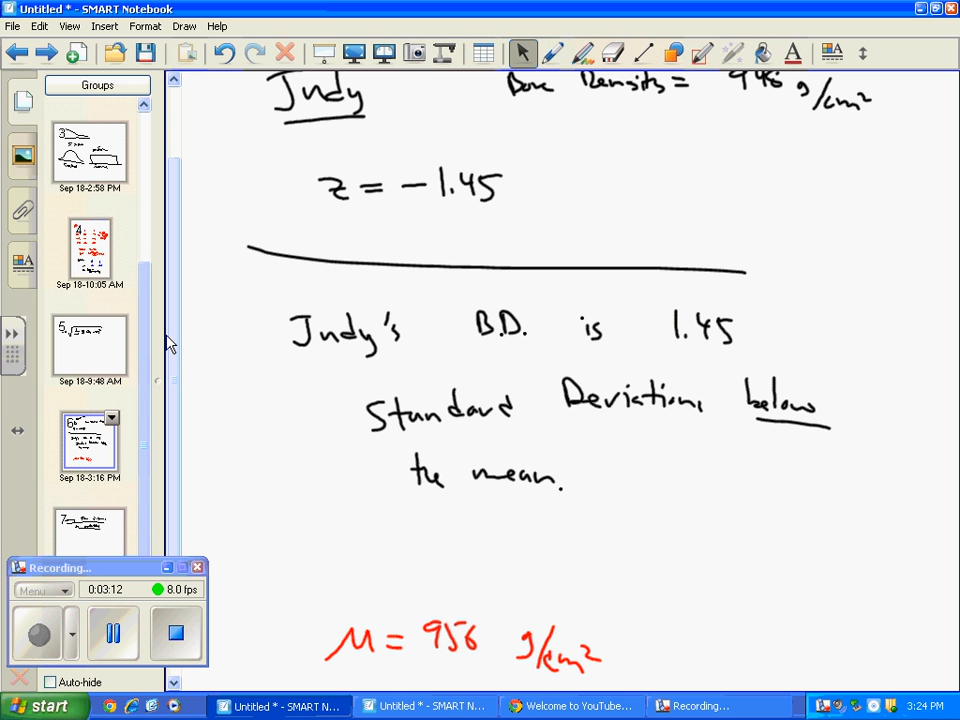 Untitled * - SMART Notebook
File Edit View Insert Format Draw Help
Groups
Sep 18-2:58 PM
Sep 18-10:05 AM
Sep 18-9:48 AM
Sep 18-3:16 PM
Judy Bone Density = 948 g/cm²
z = -1.45
Judy's B.D. is 1.45
Standard Deviations below
the mean.
M = 956 g/cm²
Recording...
Menu 0:03:12 8.0 fps
Auto-hide
start Untitled * - SMART N... Untitled * - SMART N... Welcome to YouTube... Recording... 3:24 PM